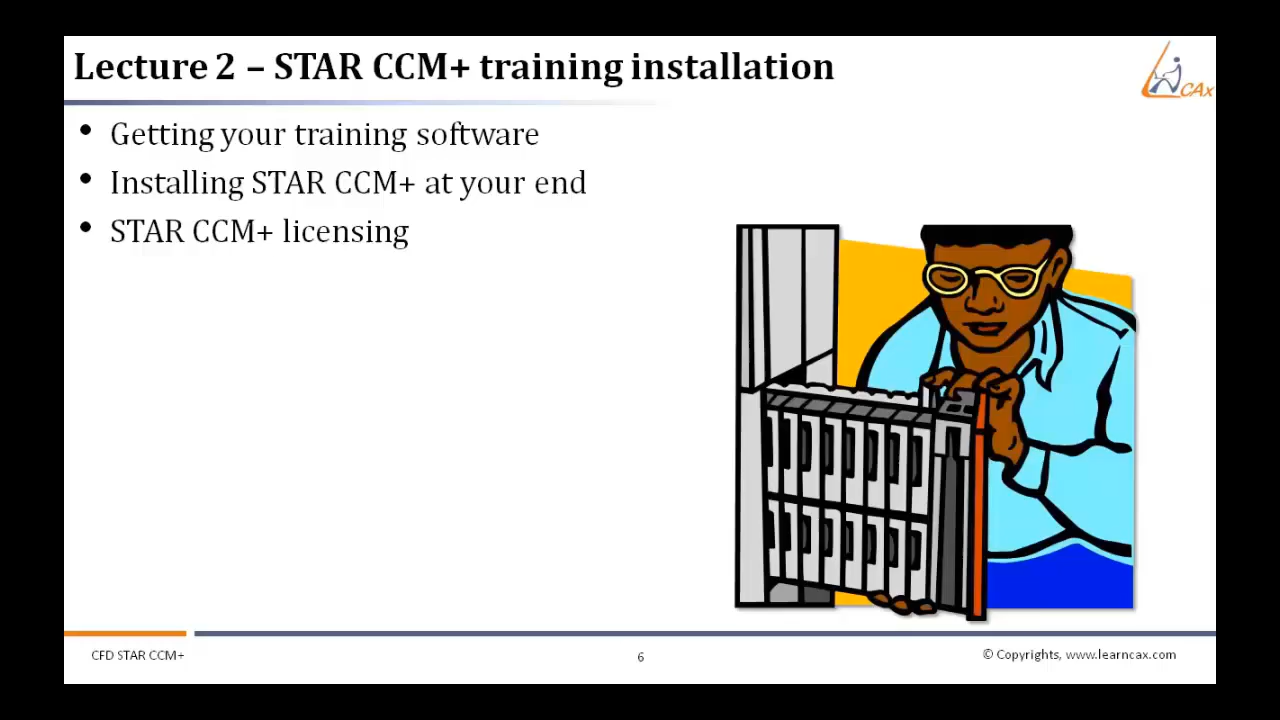 Lecture 2 – STAR CCM+ training installation
CAx
• Getting your training software
• Installing STAR CCM+ at your end
• STAR CCM+ licensing
CFD STAR CCM+
6
© Copyrights, www.learncax.com